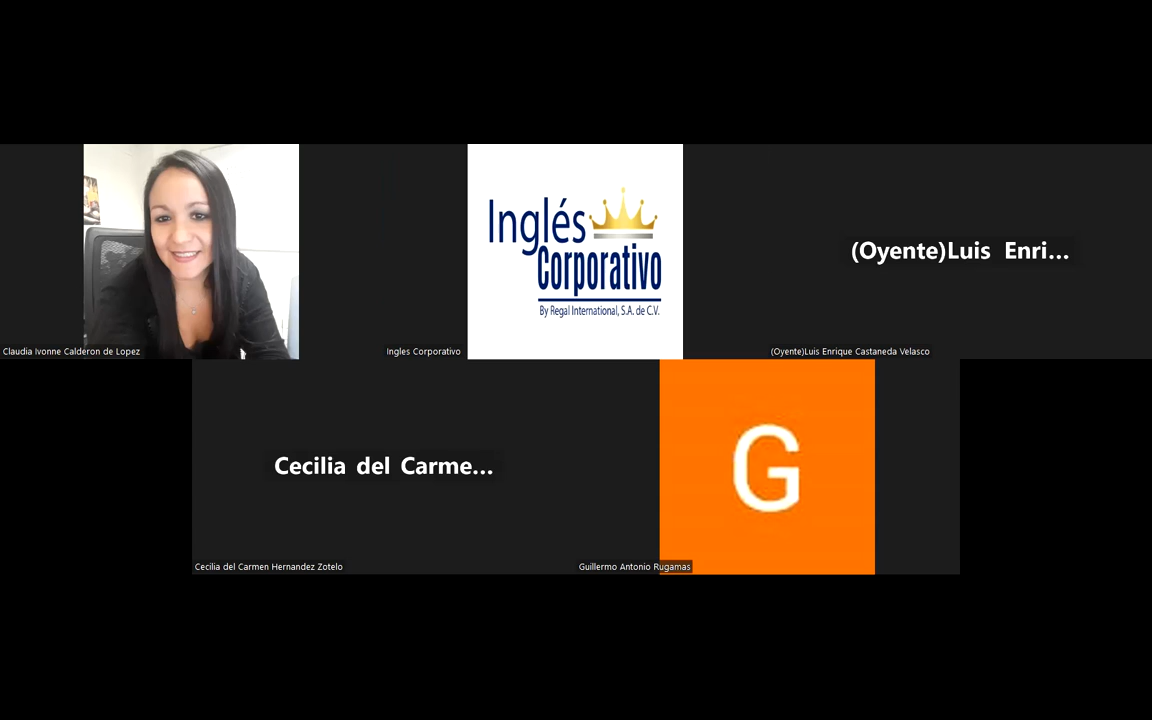 Inglés
Corporativo
By Regal International, S.A. de C.V.
(Oyente)Luis Enri...
Claudia Ivonne Calderon de Lopez
Ingles Corporativo
(Oyente)Luis Enrique Castaneda Velasco
Cecilia del Carme...
G
Cecilia del Carmen Hernandez Zotelo
Guillermo Antonio Rugamas